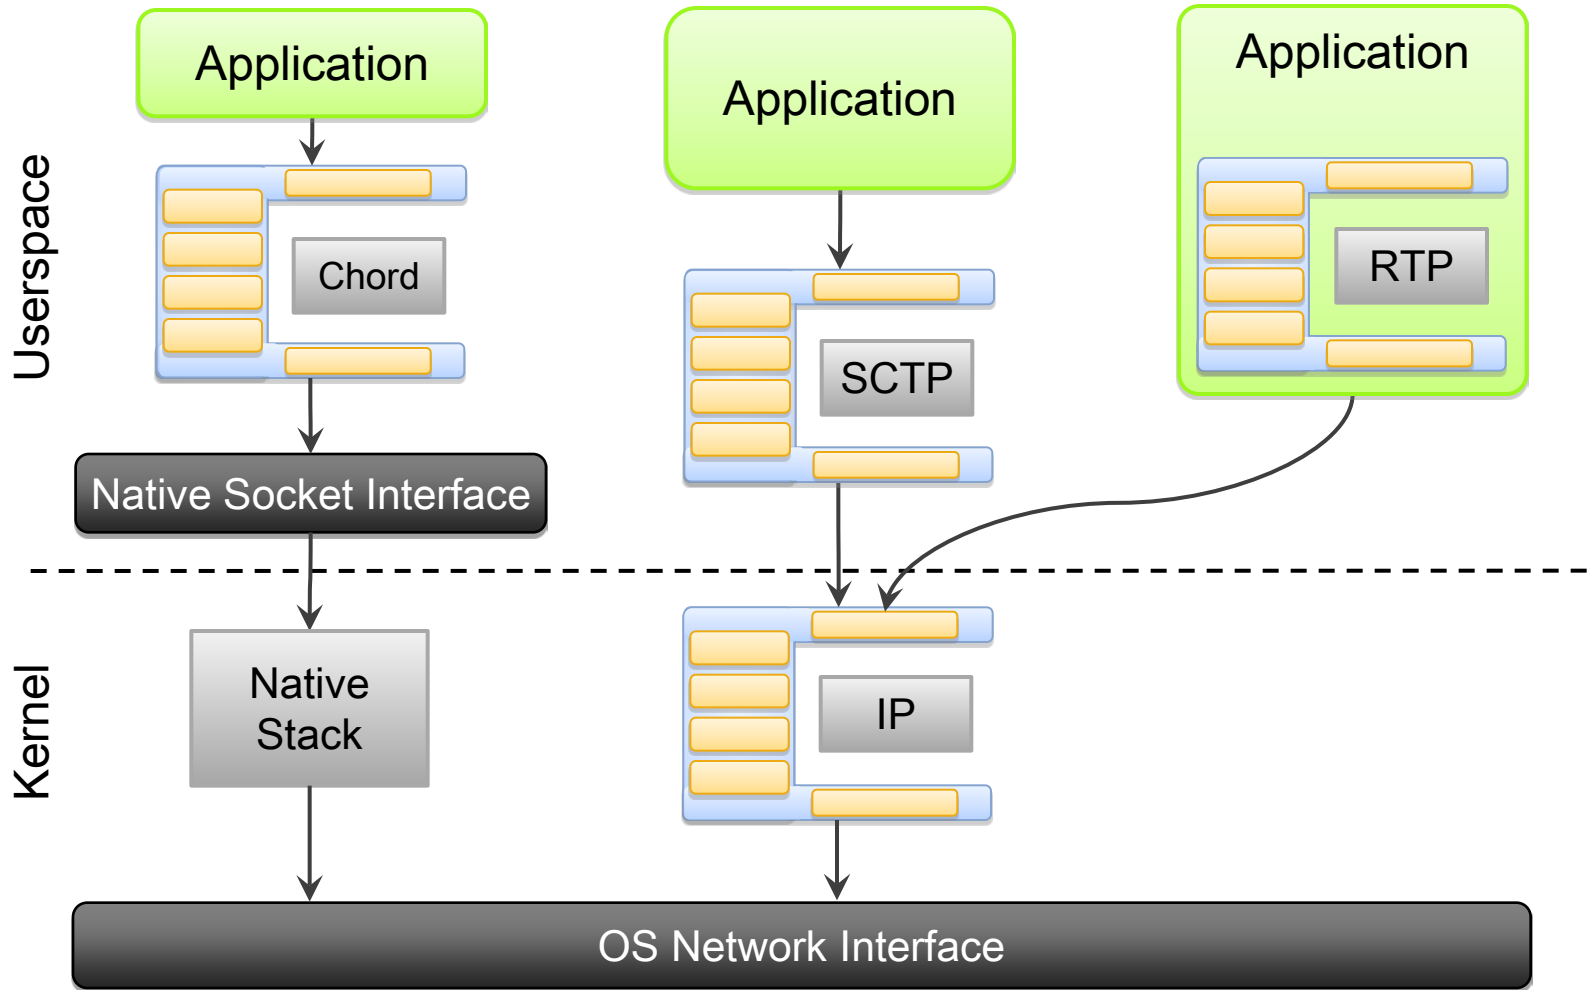 Application
Application
Application
Userspace
Chord
SCTP
RTP
Native Socket Interface
Kernel
Native
Stack
IP
OS Network Interface